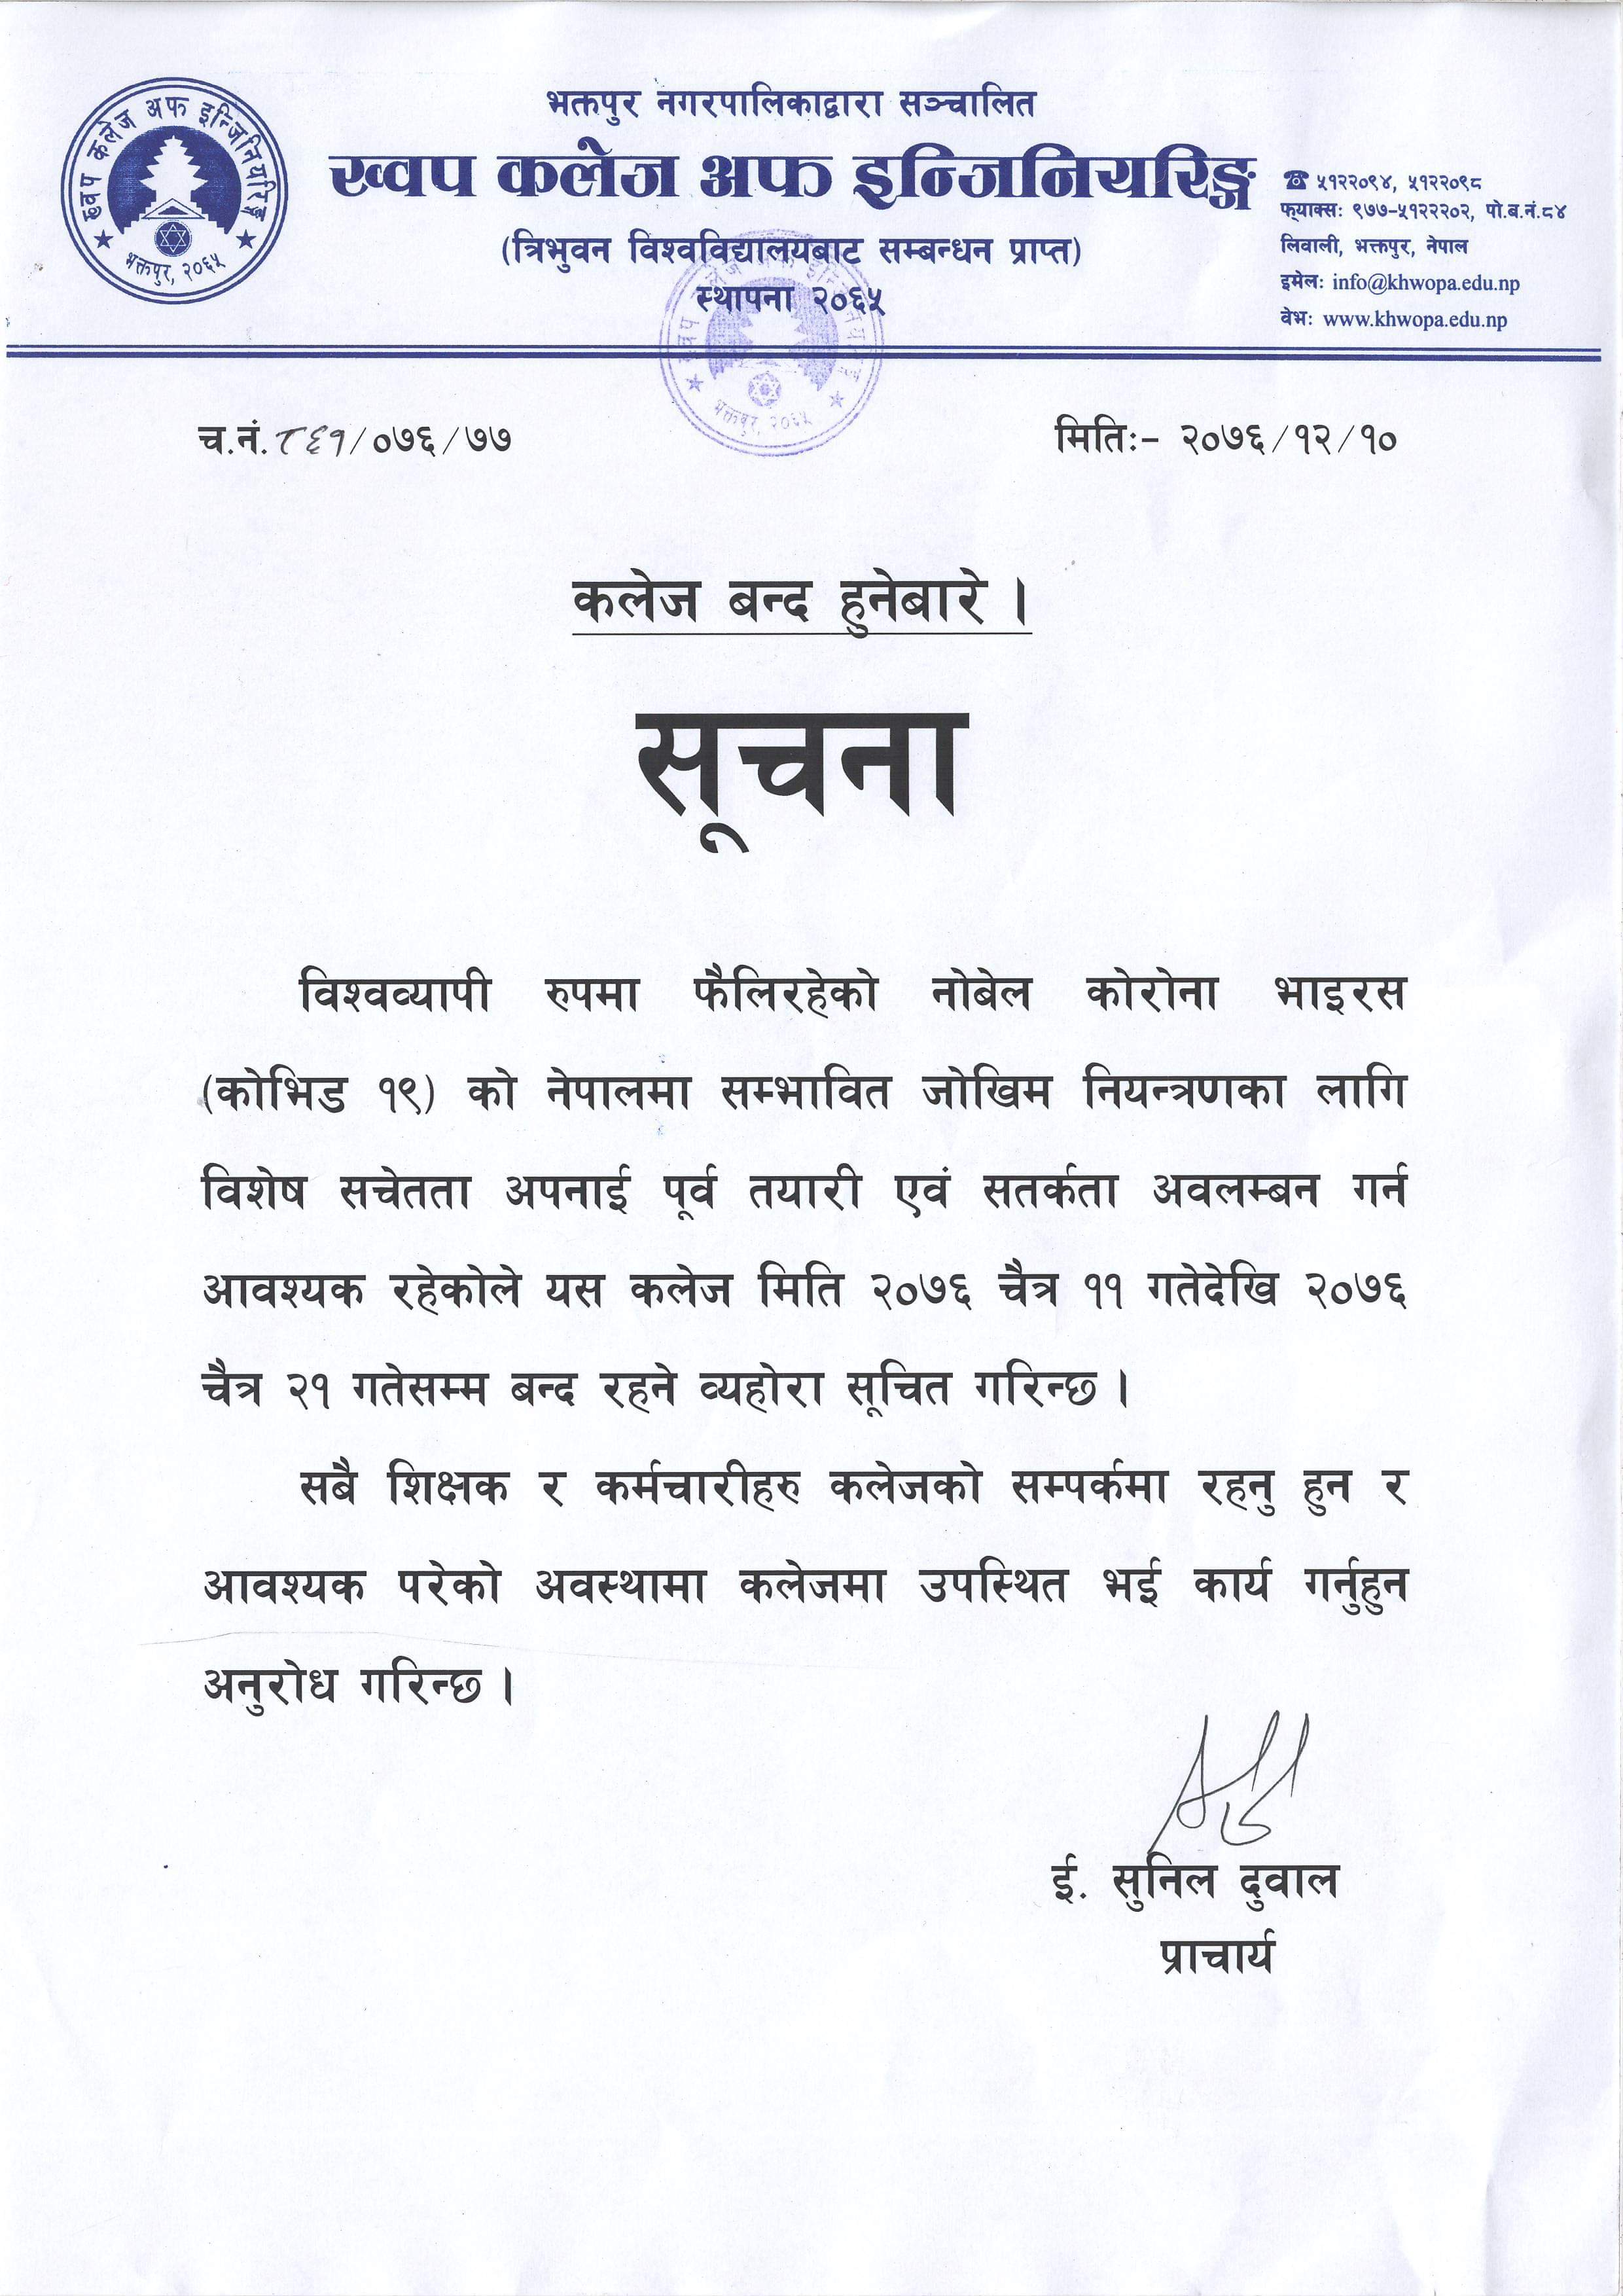 भक्तपुर नगरपालिकाद्वारा सञ्चालित
ख्वप कलेज अफ इन्जिनियरिङ्ग
(त्रिभुवन विश्वविद्यालयबाट सम्बन्धन प्राप्त)
स्थापना २०६५
ख्वप कलेज अफ इन्जिनियरिङ्ग
भक्तपुर, २०६५
☎ ५१२२०९४, ५१२२०९८
फ्याक्सः ९७७-५१२२२०२, पो.ब.नं.८४
लिवाली, भक्तपुर, नेपाल
इमेलः info@khwopa.edu.np
वेभः www.khwopa.edu.np
भक्तपुर, २०६५
च.नं. ८६१/०७६/७७
मितिः- २०७६/१२/१०
कलेज बन्द हुनेबारे ।
सूचना
विश्वव्यापी रुपमा फैलिरहेको नोबेल कोरोना भाइरस
(कोभिड १९) को नेपालमा सम्भावित जोखिम नियन्त्रणका लागि
विशेष सचेतता अपनाई पूर्व तयारी एवं सतर्कता अवलम्बन गर्न
आवश्यक रहेकोले यस कलेज मिति २०७६ चैत्र ११ गतेदेखि २०७६
चैत्र २१ गतेसम्म बन्द रहने व्यहोरा सूचित गरिन्छ ।
सबै शिक्षक र कर्मचारीहरु कलेजको सम्पर्कमा रहनु हुन र
आवश्यक परेको अवस्थामा कलेजमा उपस्थित भई कार्य गर्नुहुन
अनुरोध गरिन्छ ।
ई. सुनिल दुवाल
प्राचार्य